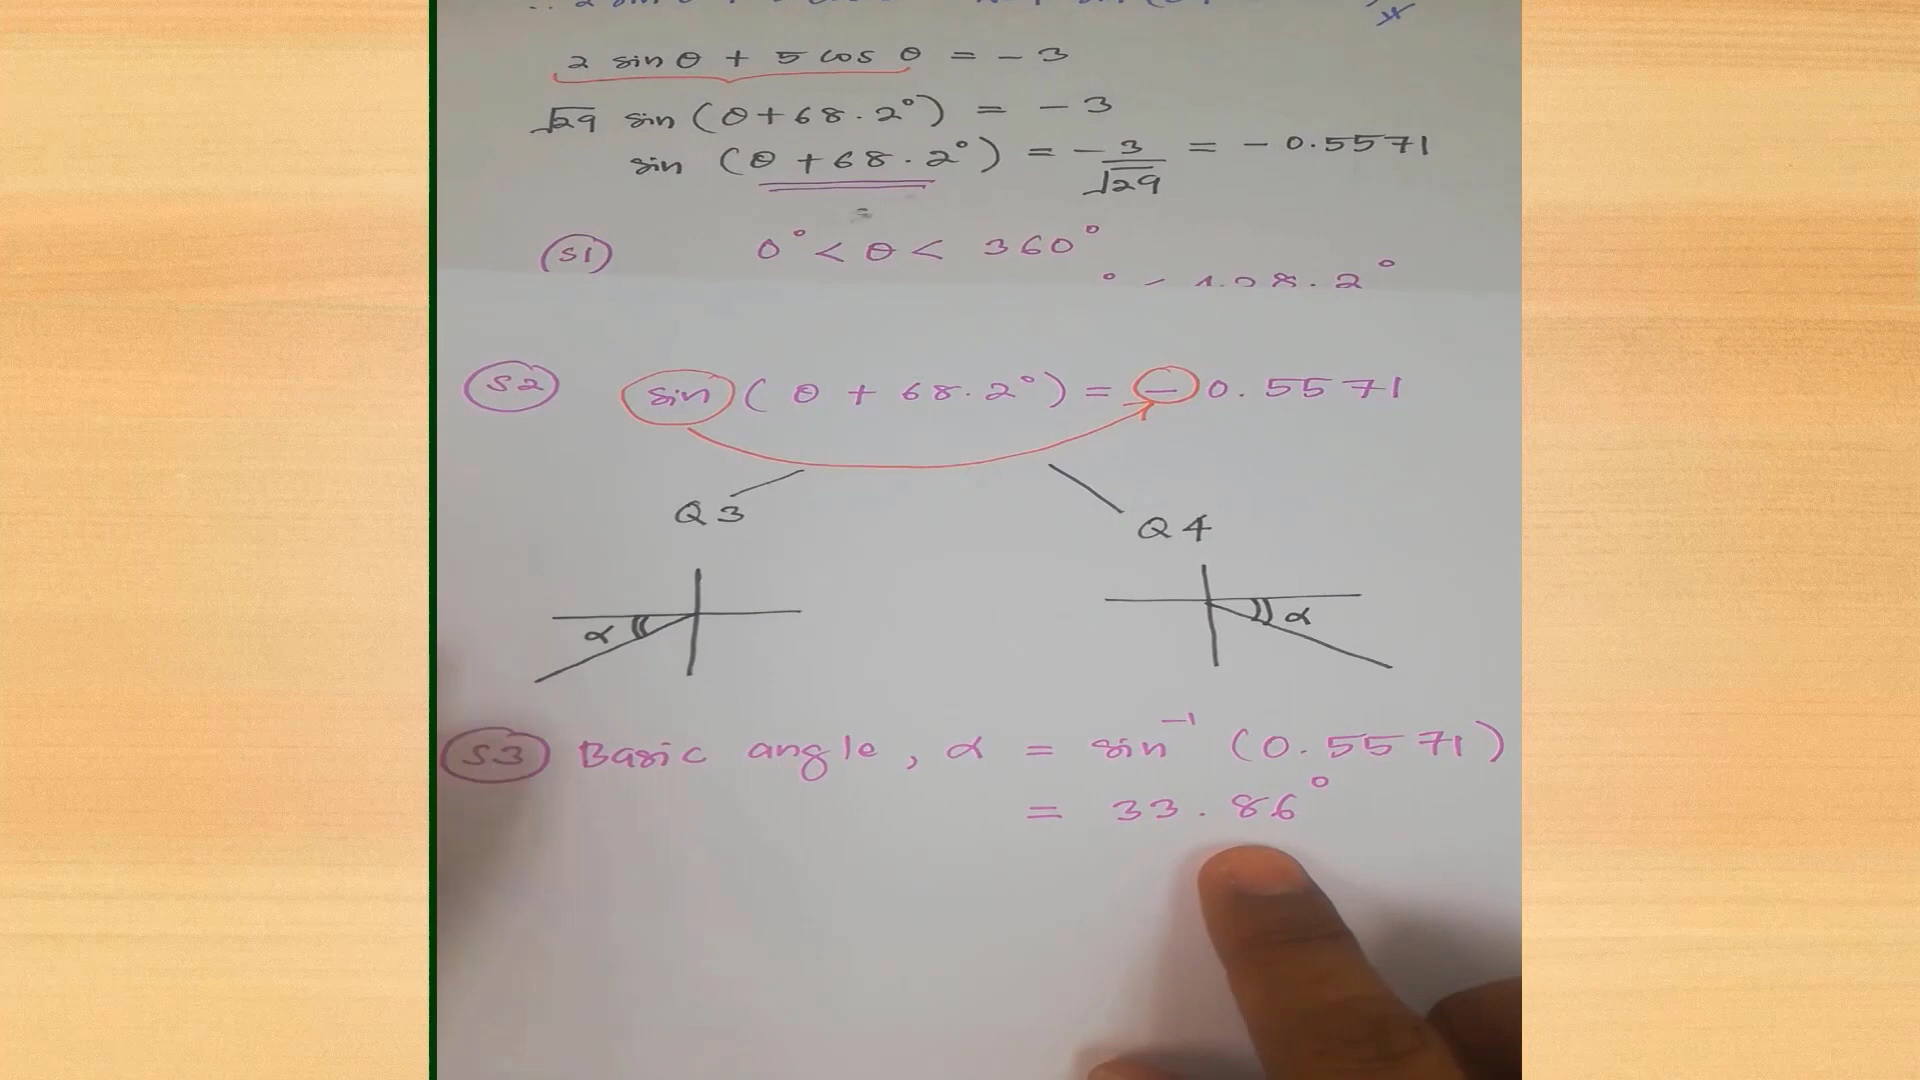 2 sin θ + 5 cos θ = - 3
√29 sin (θ + 68.2°) = - 3
sin (θ + 68.2°) = - 3/√29 = - 0.5571
S1 0° < θ < 360°
S2 sin ( θ + 68.2° ) = - 0.5571
Q3 Q4
α α
S3 Basic angle, α = sin⁻¹ (0.5571)
= 33.86°